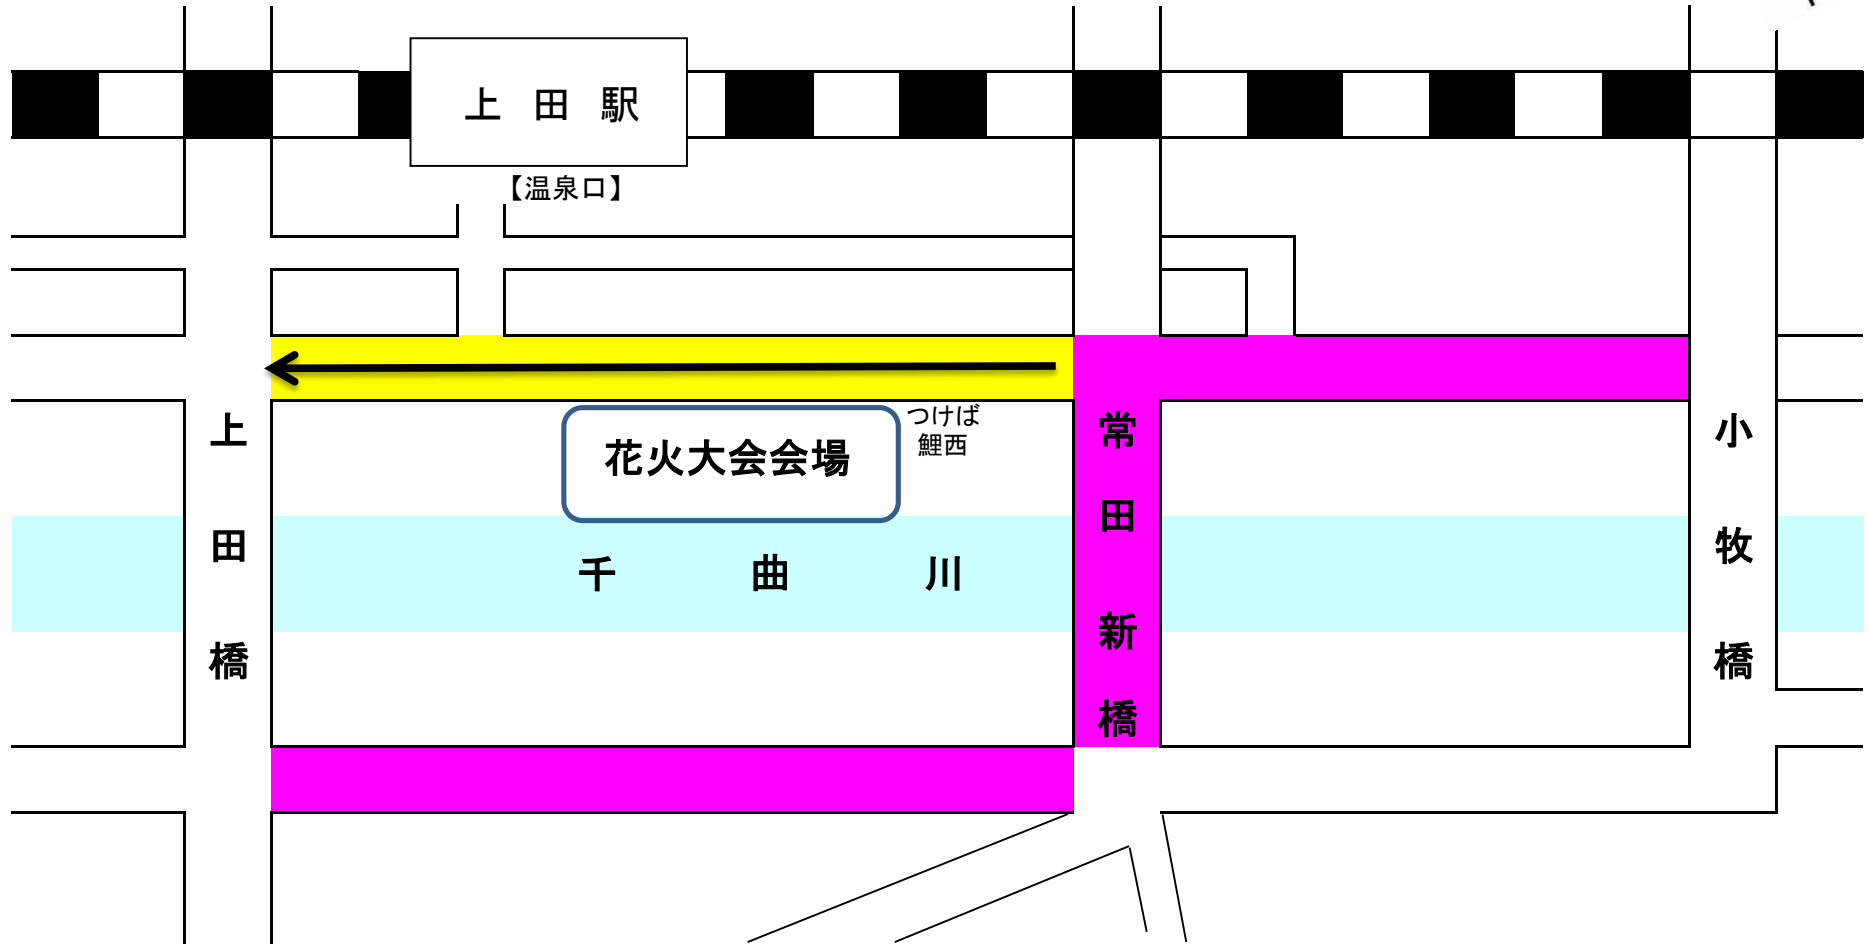 上田駅
【温泉口】
つけば
鯉西
花火大会会場
上田橋
千曲川
常田新橋
小牧橋